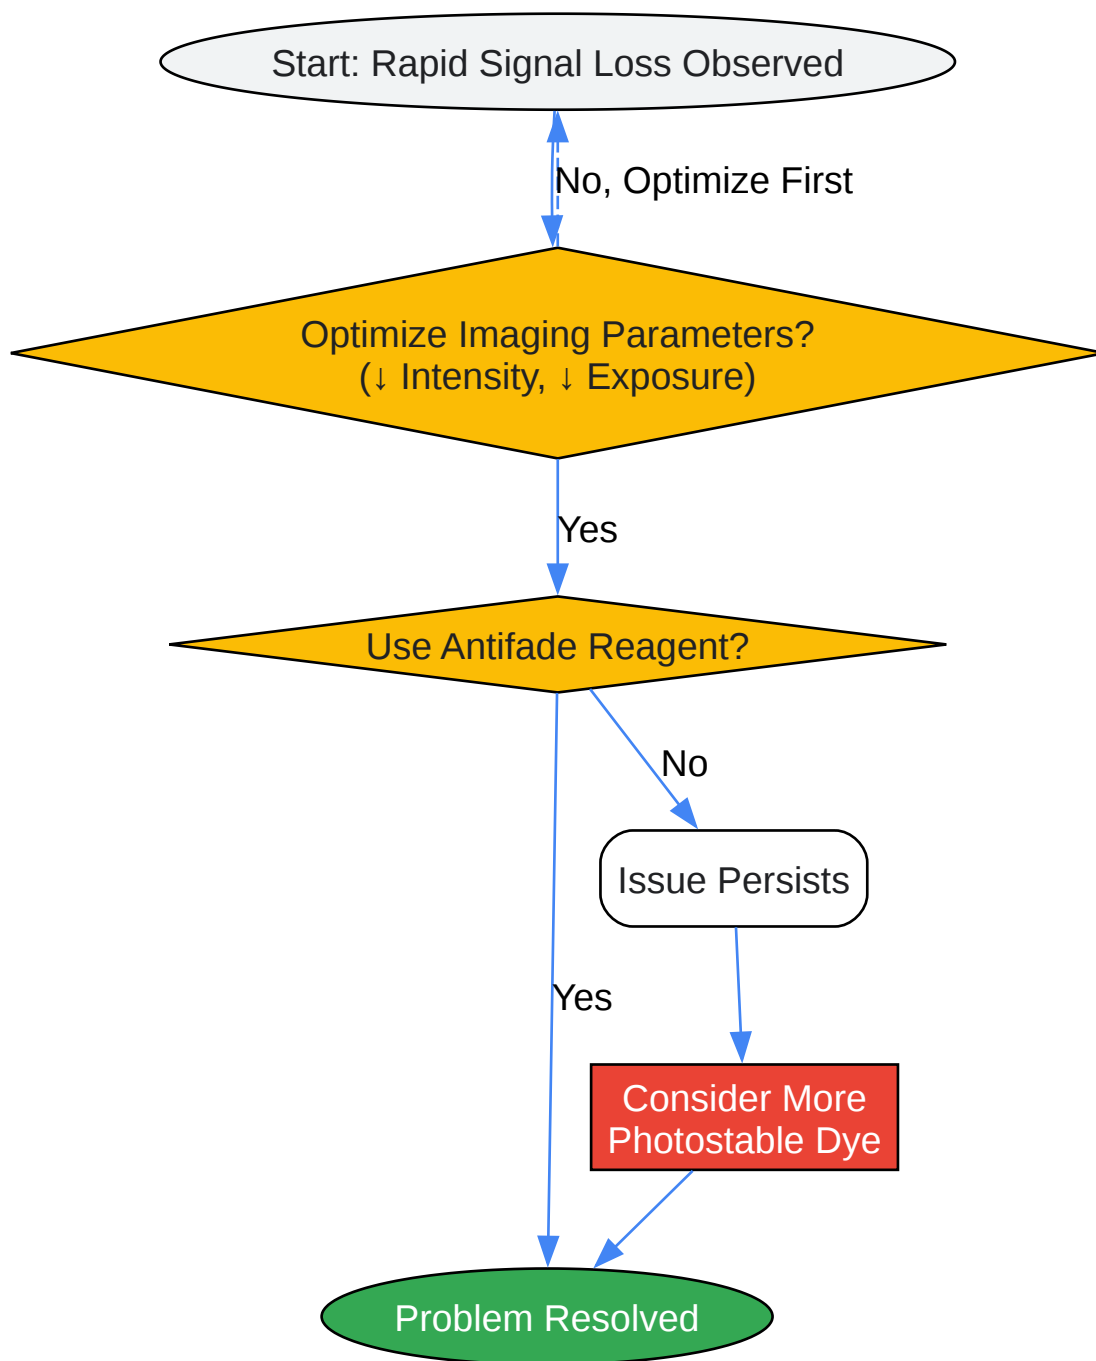 Start: Rapid Signal Loss Observed
No, Optimize First
Optimize Imaging Parameters?
(↓ Intensity, ↓ Exposure)
Yes
Use Antifade Reagent?
No
Issue Persists
Yes
Consider More
Photostable Dye
Problem Resolved